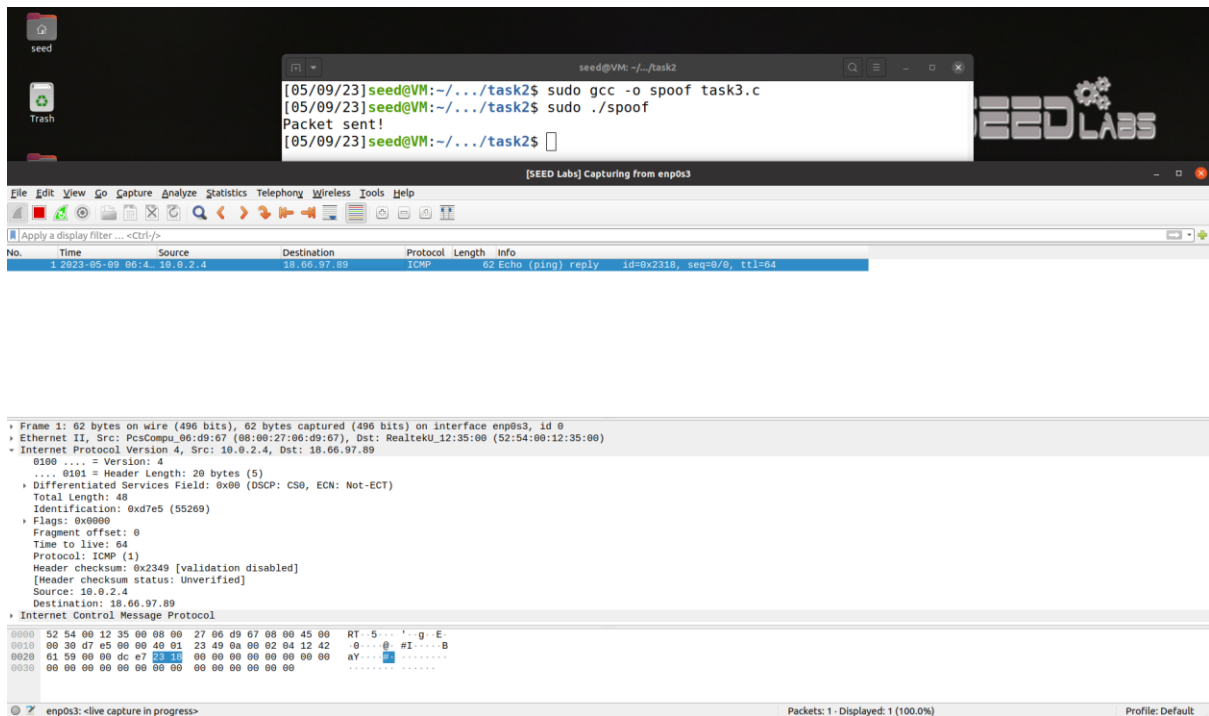 seed
Trash
seed@VM: ~/.../task2
[05/09/23]seed@VM:~/.../task2$ sudo gcc -o spoof task3.c
[05/09/23]seed@VM:~/.../task2$ sudo ./spoof
Packet sent!
[05/09/23]seed@VM:~/.../task2$
SEED LABS
[SEED Labs] Capturing from enp0s3
File Edit View Go Capture Analyze Statistics Telephony Wireless Tools Help
Apply a display filter ... <Ctrl-/>
No. Time Source Destination Protocol Length Info
1 2023-05-09 06:4… 10.0.2.4 18.66.97.89 ICMP 62 Echo (ping) reply id=0x2318, seq=0/0, ttl=64
Frame 1: 62 bytes on wire (496 bits), 62 bytes captured (496 bits) on interface enp0s3, id 0
Ethernet II, Src: PcsCompu_06:d9:67 (08:00:27:06:d9:67), Dst: RealtekU_12:35:00 (52:54:00:12:35:00)
Internet Protocol Version 4, Src: 10.0.2.4, Dst: 18.66.97.89
0100 .... = Version: 4
.... 0101 = Header Length: 20 bytes (5)
Differentiated Services Field: 0x00 (DSCP: CS0, ECN: Not-ECT)
Total Length: 48
Identification: 0xd7e5 (55269)
Flags: 0x0000
Fragment offset: 0
Time to live: 64
Protocol: ICMP (1)
Header checksum: 0x2349 [validation disabled]
[Header checksum status: Unverified]
Source: 10.0.2.4
Destination: 18.66.97.89
Internet Control Message Protocol
0000 52 54 00 12 35 00 08 00 27 06 d9 67 08 00 45 00 RT··5··· '··g··E·
0010 00 30 d7 e5 00 00 40 01 23 49 0a 00 02 04 12 42 ·0····@· #I·····B
0020 61 59 00 00 dc e7 23 18 00 00 00 00 00 00 00 00 aY····#· ········
0030 00 00 00 00 00 00 00 00 00 00 00 00 00 00 ········ ······
enp0s3: <live capture in progress>
Packets: 1 · Displayed: 1 (100.0%)
Profile: Default